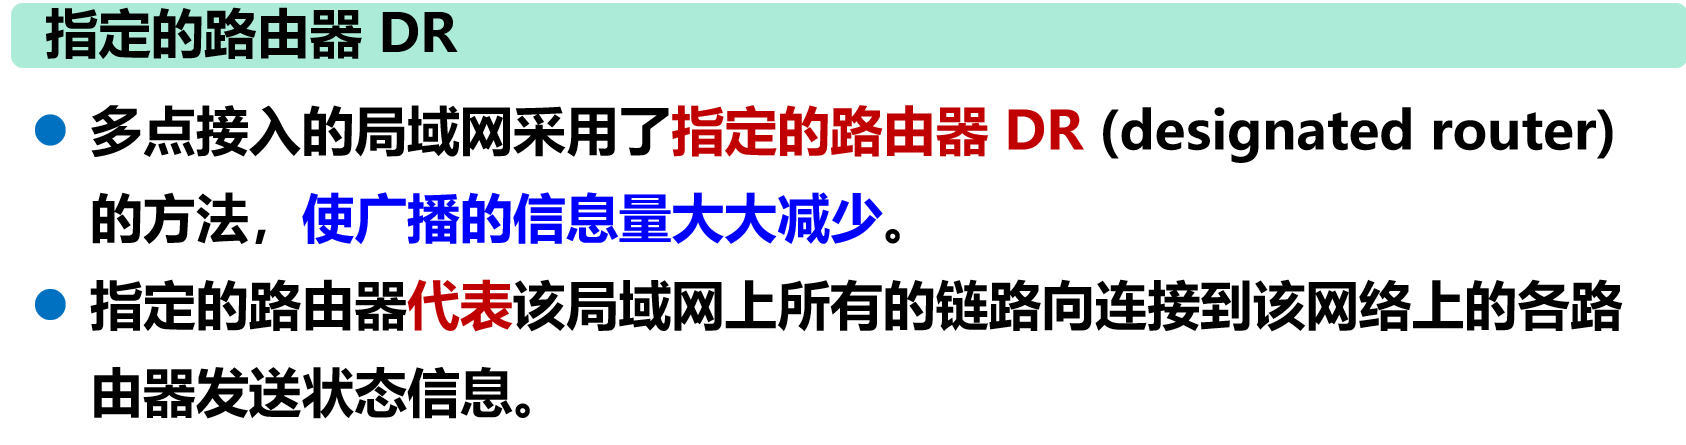 指定的路由器 DR
多点接入的局域网采用了指定的路由器 DR (designated router)
的方法，使广播的信息量大大减少。
指定的路由器代表该局域网上所有的链路向连接到该网络上的各路
由器发送状态信息。